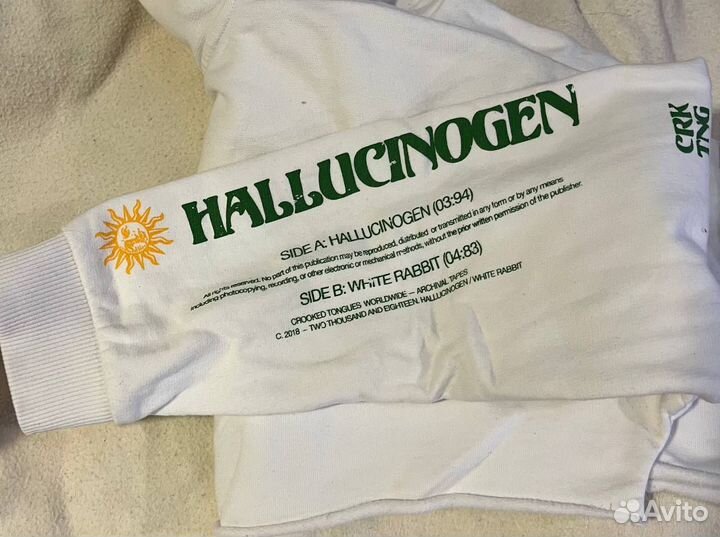 HALLUCINOGEN
CRK
TNG
SIDE A: HALLUCINOGEN (03:94)
All rights reserved. No part of this publication may be reproduced, distributed or transmitted in any form or by any means
including photocopying, recording, or other electronic or mechanical methods, without the prior written permission of the publisher.
SIDE B: WHITE RABBIT (04:83)
CROOKED TONGUES WORLDWIDE – ARCHIVAL TAPES
C. 2018 – TWO THOUSAND AND EIGHTEEN. HALLUCINOGEN / WHITE RABBIT
Avito